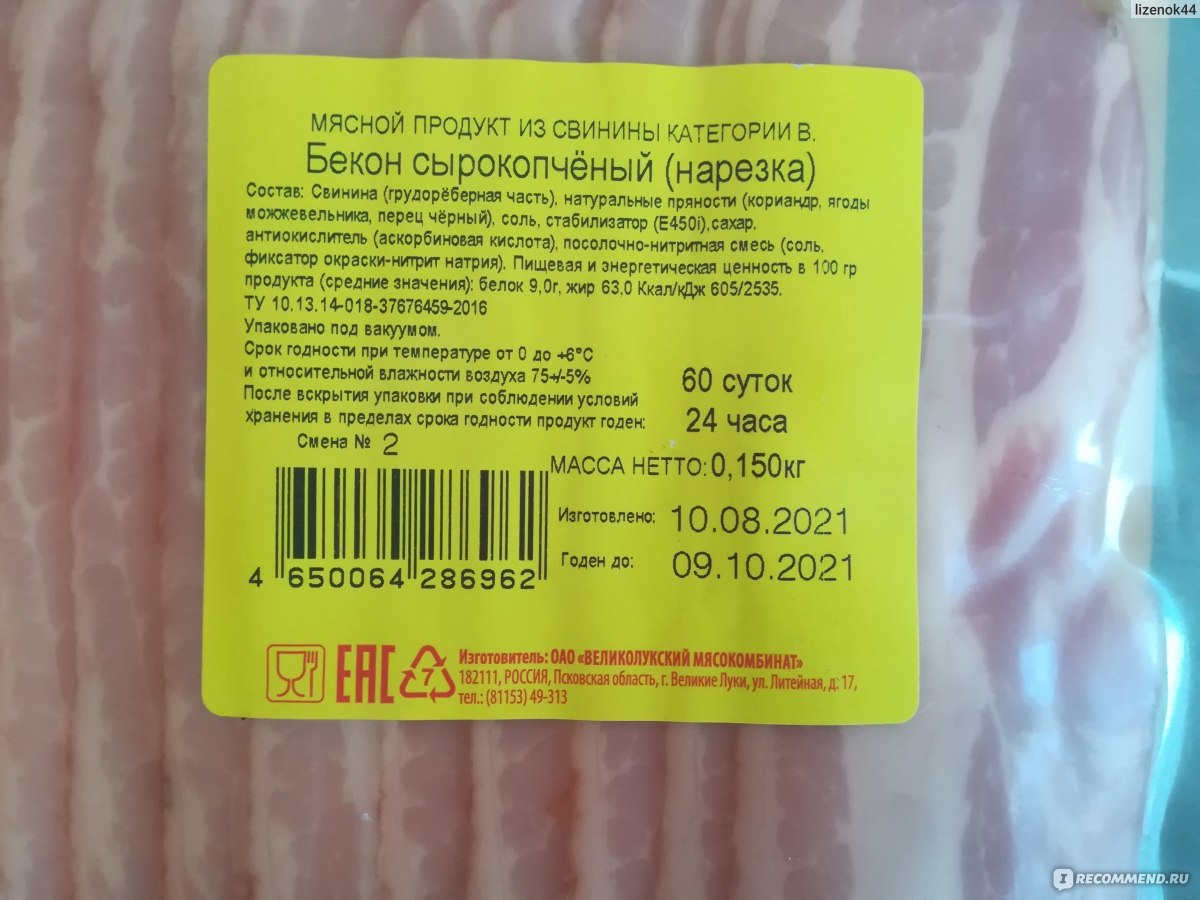 lizenok44
МЯСНОЙ ПРОДУКТ ИЗ СВИНИНЫ КАТЕГОРИИ В.
Бекон сырокопчёный (нарезка)
Состав: Свинина (грудорёберная часть), натуральные пряности (кориандр, ягоды
можжевельника, перец чёрный), соль, стабилизатор (Е450i),сахар,
антиокислитель (аскорбиновая кислота), посолочно-нитритная смесь (соль,
фиксатор окраски-нитрит натрия). Пищевая и энергетическая ценность в 100 гр
продукта (средние значения): белок 9,0г, жир 63,0 Ккал/кДж 605/2535.
ТУ 10.13.14-018-37676459-2016
Упаковано под вакуумом.
Срок годности при температуре от 0 до +6°С
и относительной влажности воздуха 75+/-5% 60 суток
После вскрытия упаковки при соблюдении условий
хранения в пределах срока годности продукт годен: 24 часа
Смена № 2
МАССА НЕТТО: 0,150кг
Изготовлено: 10.08.2021
Годен до: 09.10.2021
4 650064 286962
EAC 7
Изготовитель: ОАО «ВЕЛИКОЛУКСКИЙ МЯСОКОМБИНАТ»
182111, РОССИЯ, Псковская область, г. Великие Луки, ул. Литейная, д. 17,
тел.: (81153) 49-313
IRECOMMEND.RU